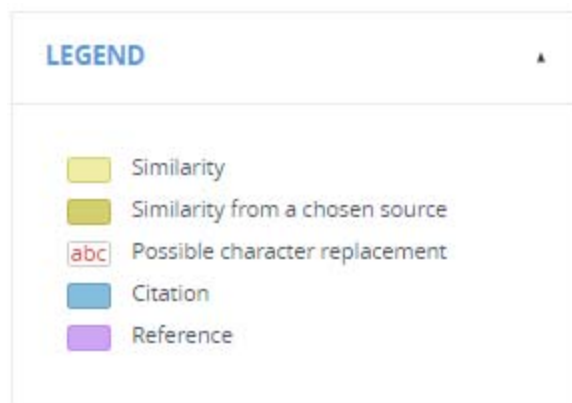 LEGEND
Similarity
Similarity from a chosen source
abc Possible character replacement
Citation
Reference